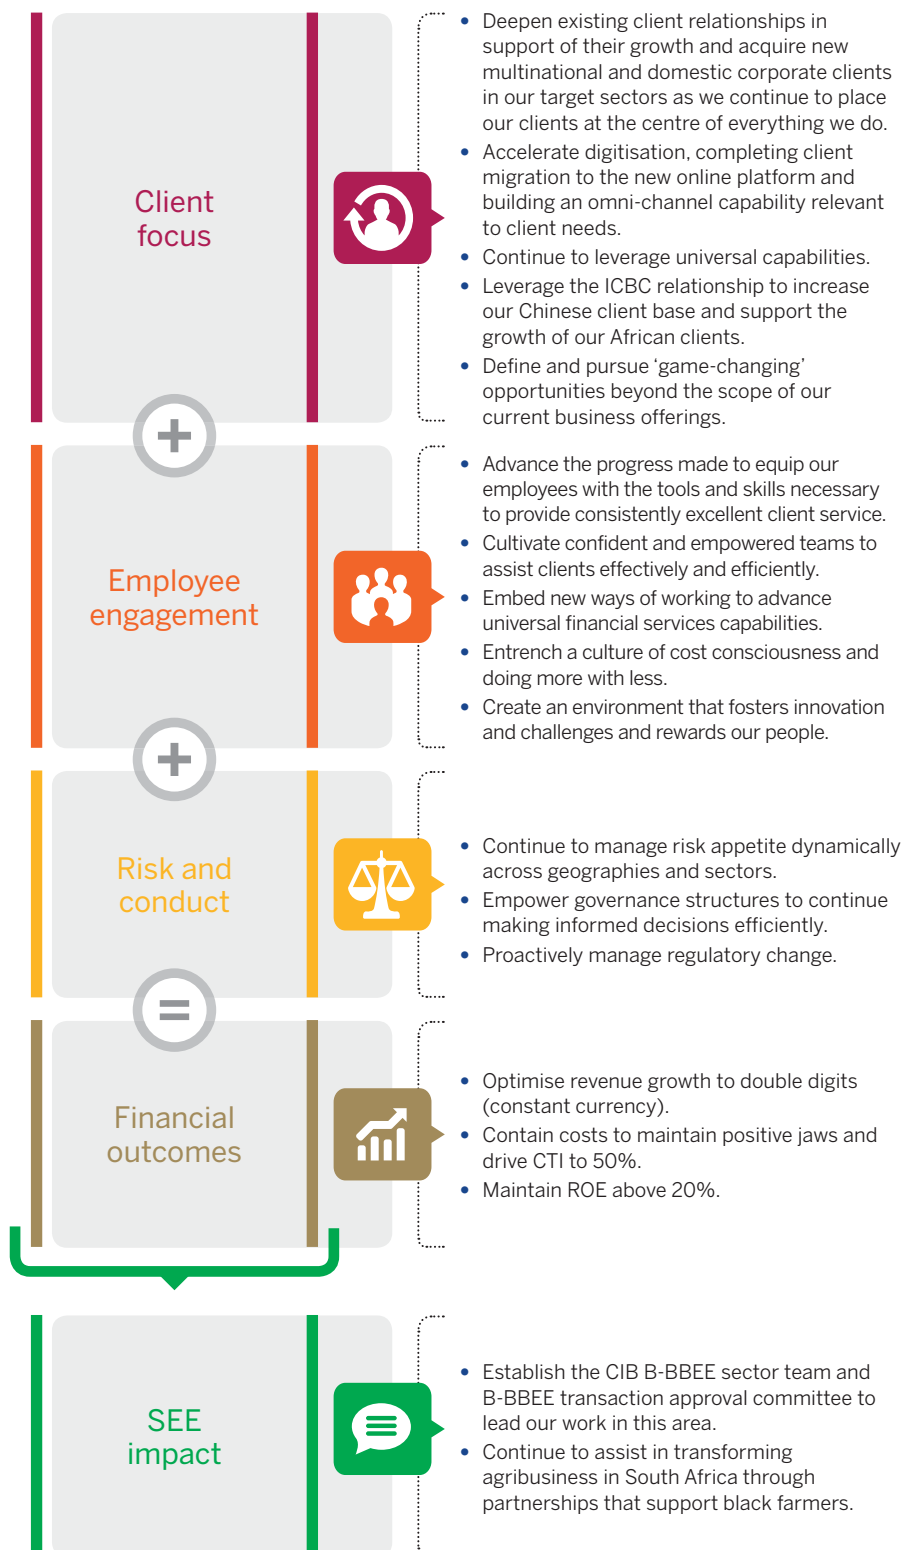 Client
focus
• Deepen existing client relationships in
support of their growth and acquire new
multinational and domestic corporate clients
in our target sectors as we continue to place
our clients at the centre of everything we do.
• Accelerate digitisation, completing client
migration to the new online platform and
building an omni-channel capability relevant
to client needs.
• Continue to leverage universal capabilities.
• Leverage the ICBC relationship to increase
our Chinese client base and support the
growth of our African clients.
• Define and pursue ‘game-changing’
opportunities beyond the scope of our
current business offerings.
+
Employee
engagement
• Advance the progress made to equip our
employees with the tools and skills necessary
to provide consistently excellent client service.
• Cultivate confident and empowered teams to
assist clients effectively and efficiently.
• Embed new ways of working to advance
universal financial services capabilities.
• Entrench a culture of cost consciousness and
doing more with less.
• Create an environment that fosters innovation
and challenges and rewards our people.
+
Risk and
conduct
• Continue to manage risk appetite dynamically
across geographies and sectors.
• Empower governance structures to continue
making informed decisions efficiently.
• Proactively manage regulatory change.
=
Financial
outcomes
• Optimise revenue growth to double digits
(constant currency).
• Contain costs to maintain positive jaws and
drive CTI to 50%.
• Maintain ROE above 20%.
SEE
impact
• Establish the CIB B-BBEE sector team and
B-BBEE transaction approval committee to
lead our work in this area.
• Continue to assist in transforming
agribusiness in South Africa through
partnerships that support black farmers.